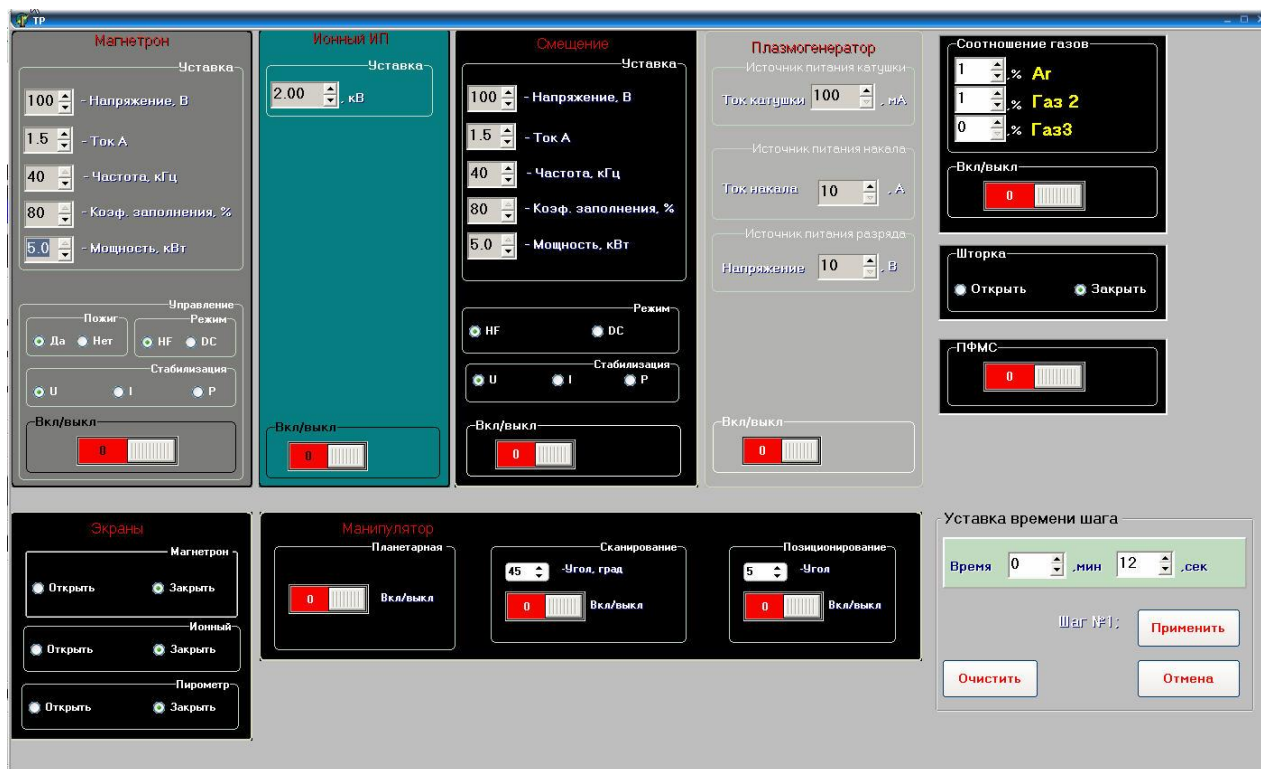 ТР
Магнетрон
Уставка
100 - Напряжение, В
1.5 - Ток А
40 - Частота, кГц
80 - Коэф. заполнения, %
5.0 - Мощность, кВт
Управление
Пожиг
Да Нет
Режим
HF DC
Стабилизация
U I P
Вкл/выкл
0
Ионный ИП
Уставка
2.00 , кВ
Вкл/выкл
0
Смещение
Уставка
100 - Напряжение, В
1.5 - Ток А
40 - Частота, кГц
80 - Коэф. заполнения, %
5.0 - Мощность, кВт
Режим
HF DC
Стабилизация
U I P
Вкл/выкл
0
Плазмогенератор
Источник питания катушки
Ток катушки 100 , мА
Источник питания накала
Ток накала 10 , А
Источник питания разряда
Напряжение 10 , В
Вкл/выкл
0
Соотношение газов
1 ,% Ar
1 ,% Газ 2
0 ,% Газ3
Вкл/выкл
0
Шторка
Открыть Закрыть
ПФМС
0
Экраны
Магнетрон
Открыть Закрыть
Ионный
Открыть Закрыть
Пирометр
Открыть Закрыть
Манипулятор
Планетарная
0 Вкл/выкл
Сканирование
45 -Угол, град
0 Вкл/выкл
Позиционирование
5 -Угол
0 Вкл/выкл
Уставка времени шага
Время 0 ,мин 12 ,сек
Шаг №1;
Применить
Очистить
Отмена